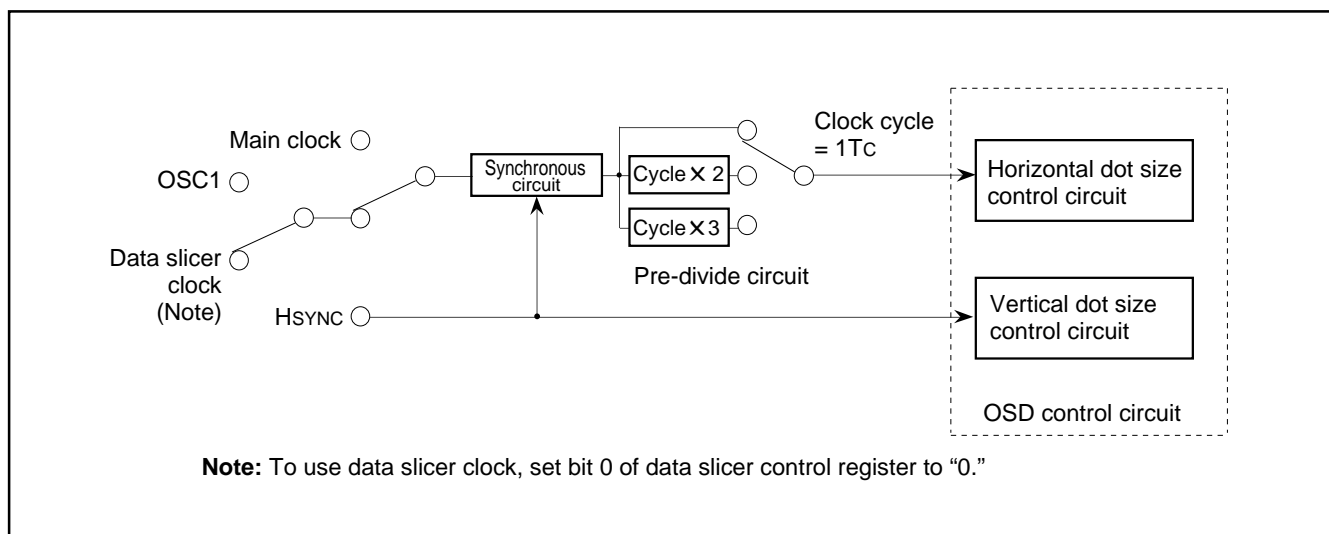 Main clock
OSC1
Data slicer
clock
(Note)
HSYNC
Synchronous
circuit
Cycle × 2
Cycle × 3
Pre-divide circuit
Clock cycle
= 1TC
Horizontal dot size
control circuit
Vertical dot size
control circuit
OSD control circuit
Note: To use data slicer clock, set bit 0 of data slicer control register to “0.”